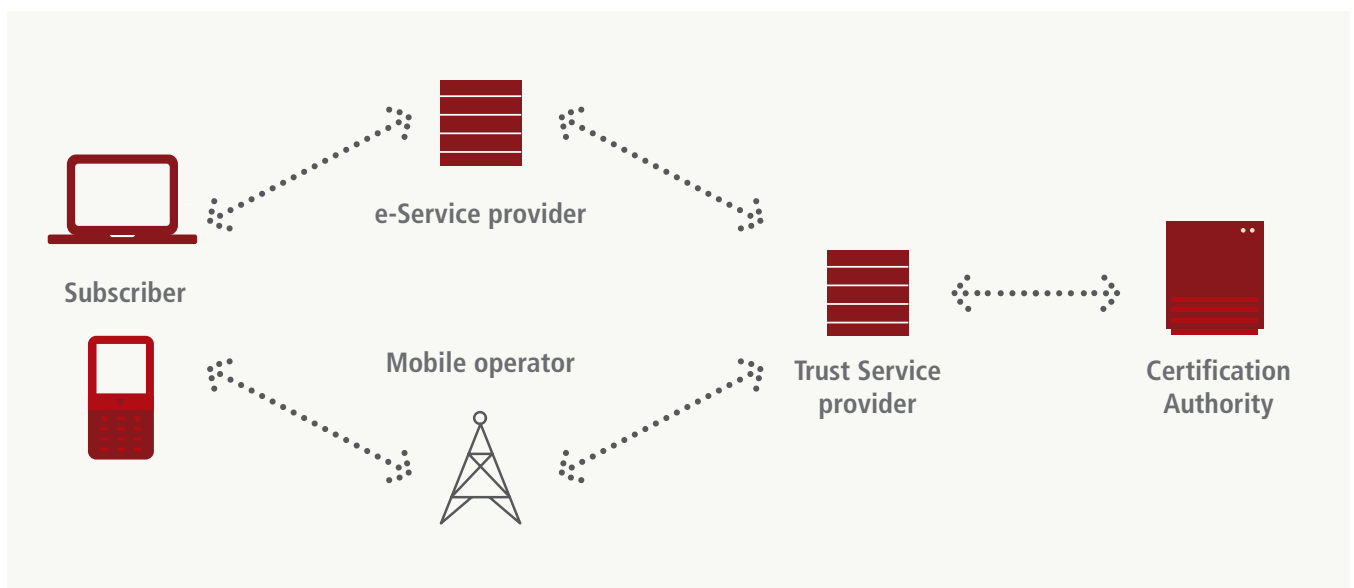 e-Service provider
Subscriber
Mobile operator
Trust Service
provider
Certification
Authority